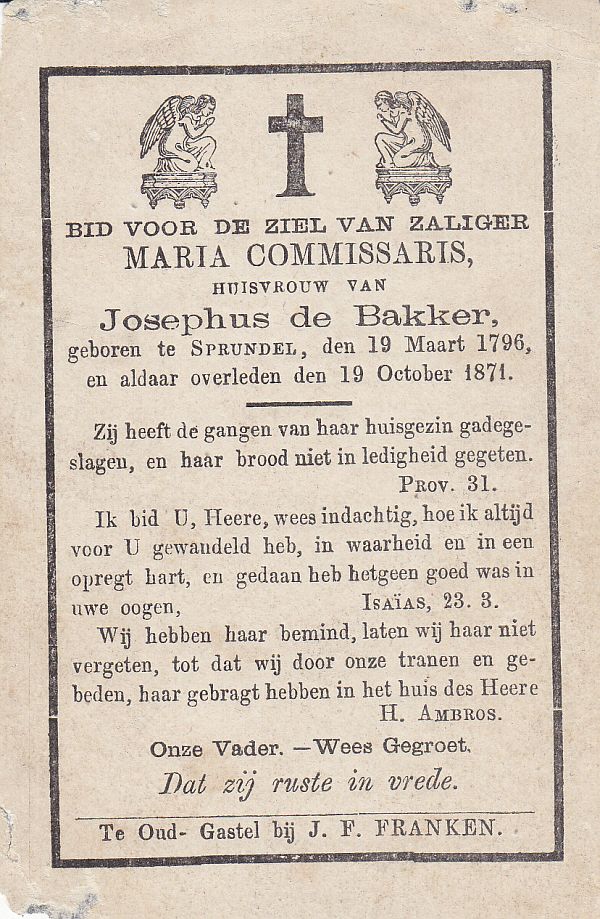 BID VOOR DE ZIEL VAN ZALIGER
MARIA COMMISSARIS,
HUISVROUW VAN
Josephus de Bakker,
geboren te SPRUNDEL, den 19 Maart 1796,
en aldaar overleden den 19 October 1871.
Zij heeft de gangen van haar huisgezin gadege-
slagen, en haar brood niet in ledigheid gegeten.
PROV. 31.
Ik bid U, Heere, wees indachtig, hoe ik altijd
voor U gewandeld heb, in waarheid en in een
opregt hart, en gedaan heb hetgeen goed was in
uwe oogen, ISAÏAS, 23. 3.
Wij hebben haar bemind, laten wij haar niet
vergeten, tot dat wij door onze tranen en ge-
beden, haar gebragt hebben in het huis des Heere
H. AMBROS.
Onze Vader. —Wees Gegroet.
Dat zij ruste in vrede.
Te Oud- Gastel bij J. F. FRANKEN.